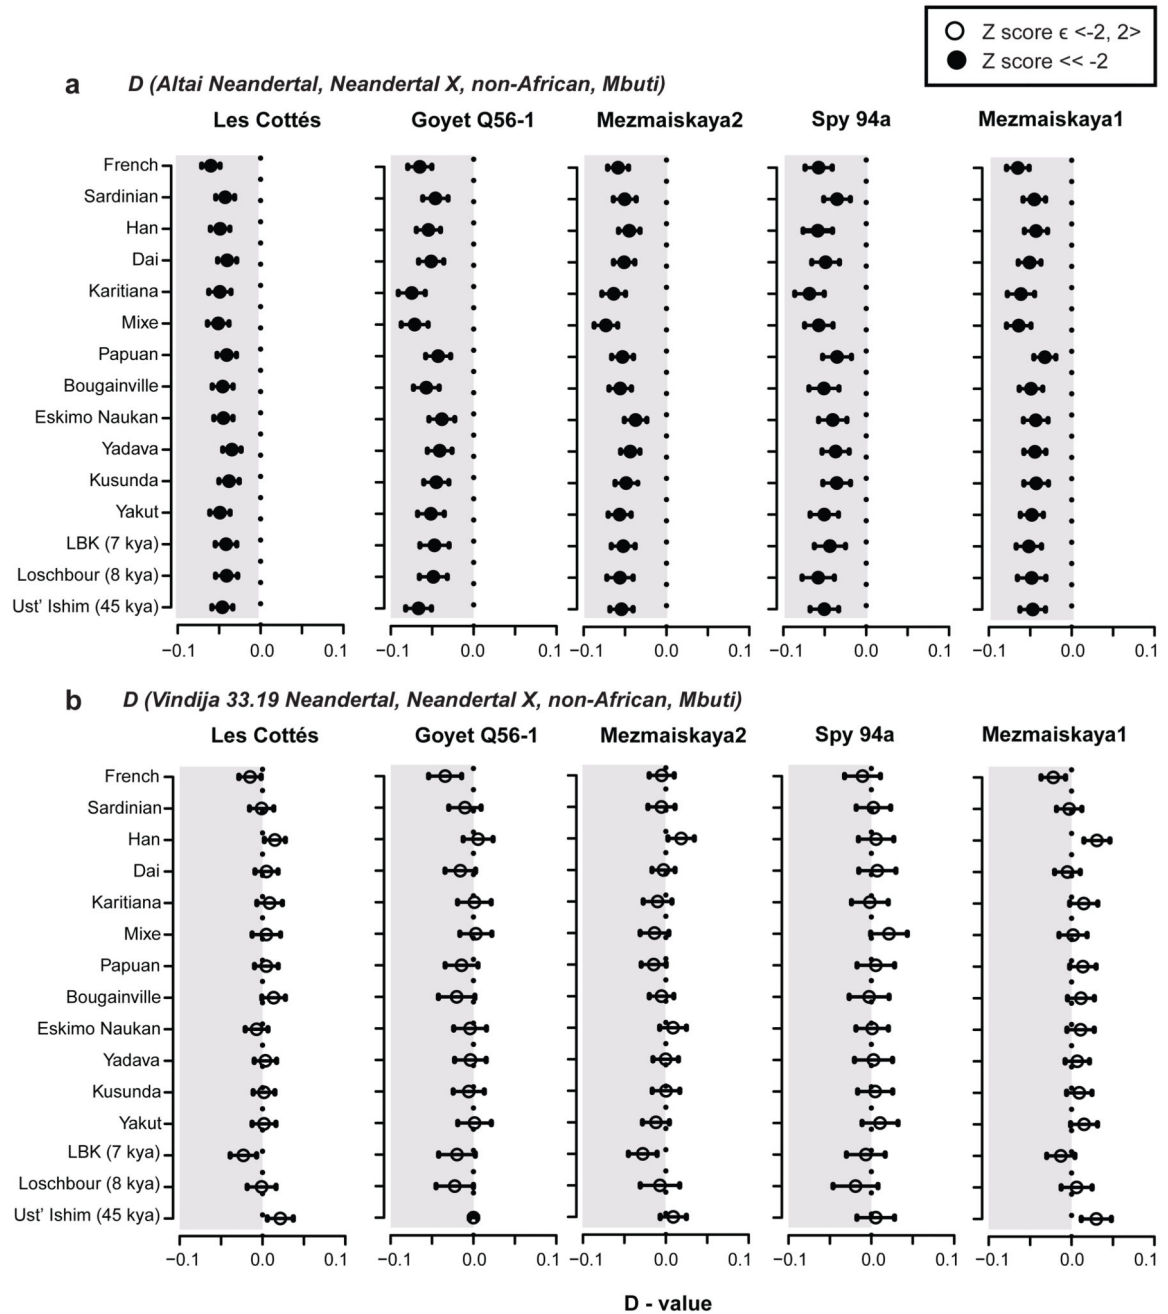 Z score ϵ <-2, 2>
Z score << -2
a D (Altai Neandertal, Neandertal X, non-African, Mbuti)
Les Cottés Goyet Q56-1 Mezmaiskaya2 Spy 94a Mezmaiskaya1
French
Sardinian
Han
Dai
Karitiana
Mixe
Papuan
Bougainville
Eskimo Naukan
Yadava
Kusunda
Yakut
LBK (7 kya)
Loschbour (8 kya)
Ust' Ishim (45 kya)
−0.1 0.0 0.1 −0.1 0.0 0.1 −0.1 0.0 0.1 −0.1 0.0 0.1 −0.1 0.0 0.1
b D (Vindija 33.19 Neandertal, Neandertal X, non-African, Mbuti)
Les Cottés Goyet Q56-1 Mezmaiskaya2 Spy 94a Mezmaiskaya1
French
Sardinian
Han
Dai
Karitiana
Mixe
Papuan
Bougainville
Eskimo Naukan
Yadava
Kusunda
Yakut
LBK (7 kya)
Loschbour (8 kya)
Ust' Ishim (45 kya)
−0.1 0.0 0.1 −0.1 0.0 0.1 −0.1 0.0 0.1 −0.1 0.0 0.1 −0.1 0.0 0.1
D - value